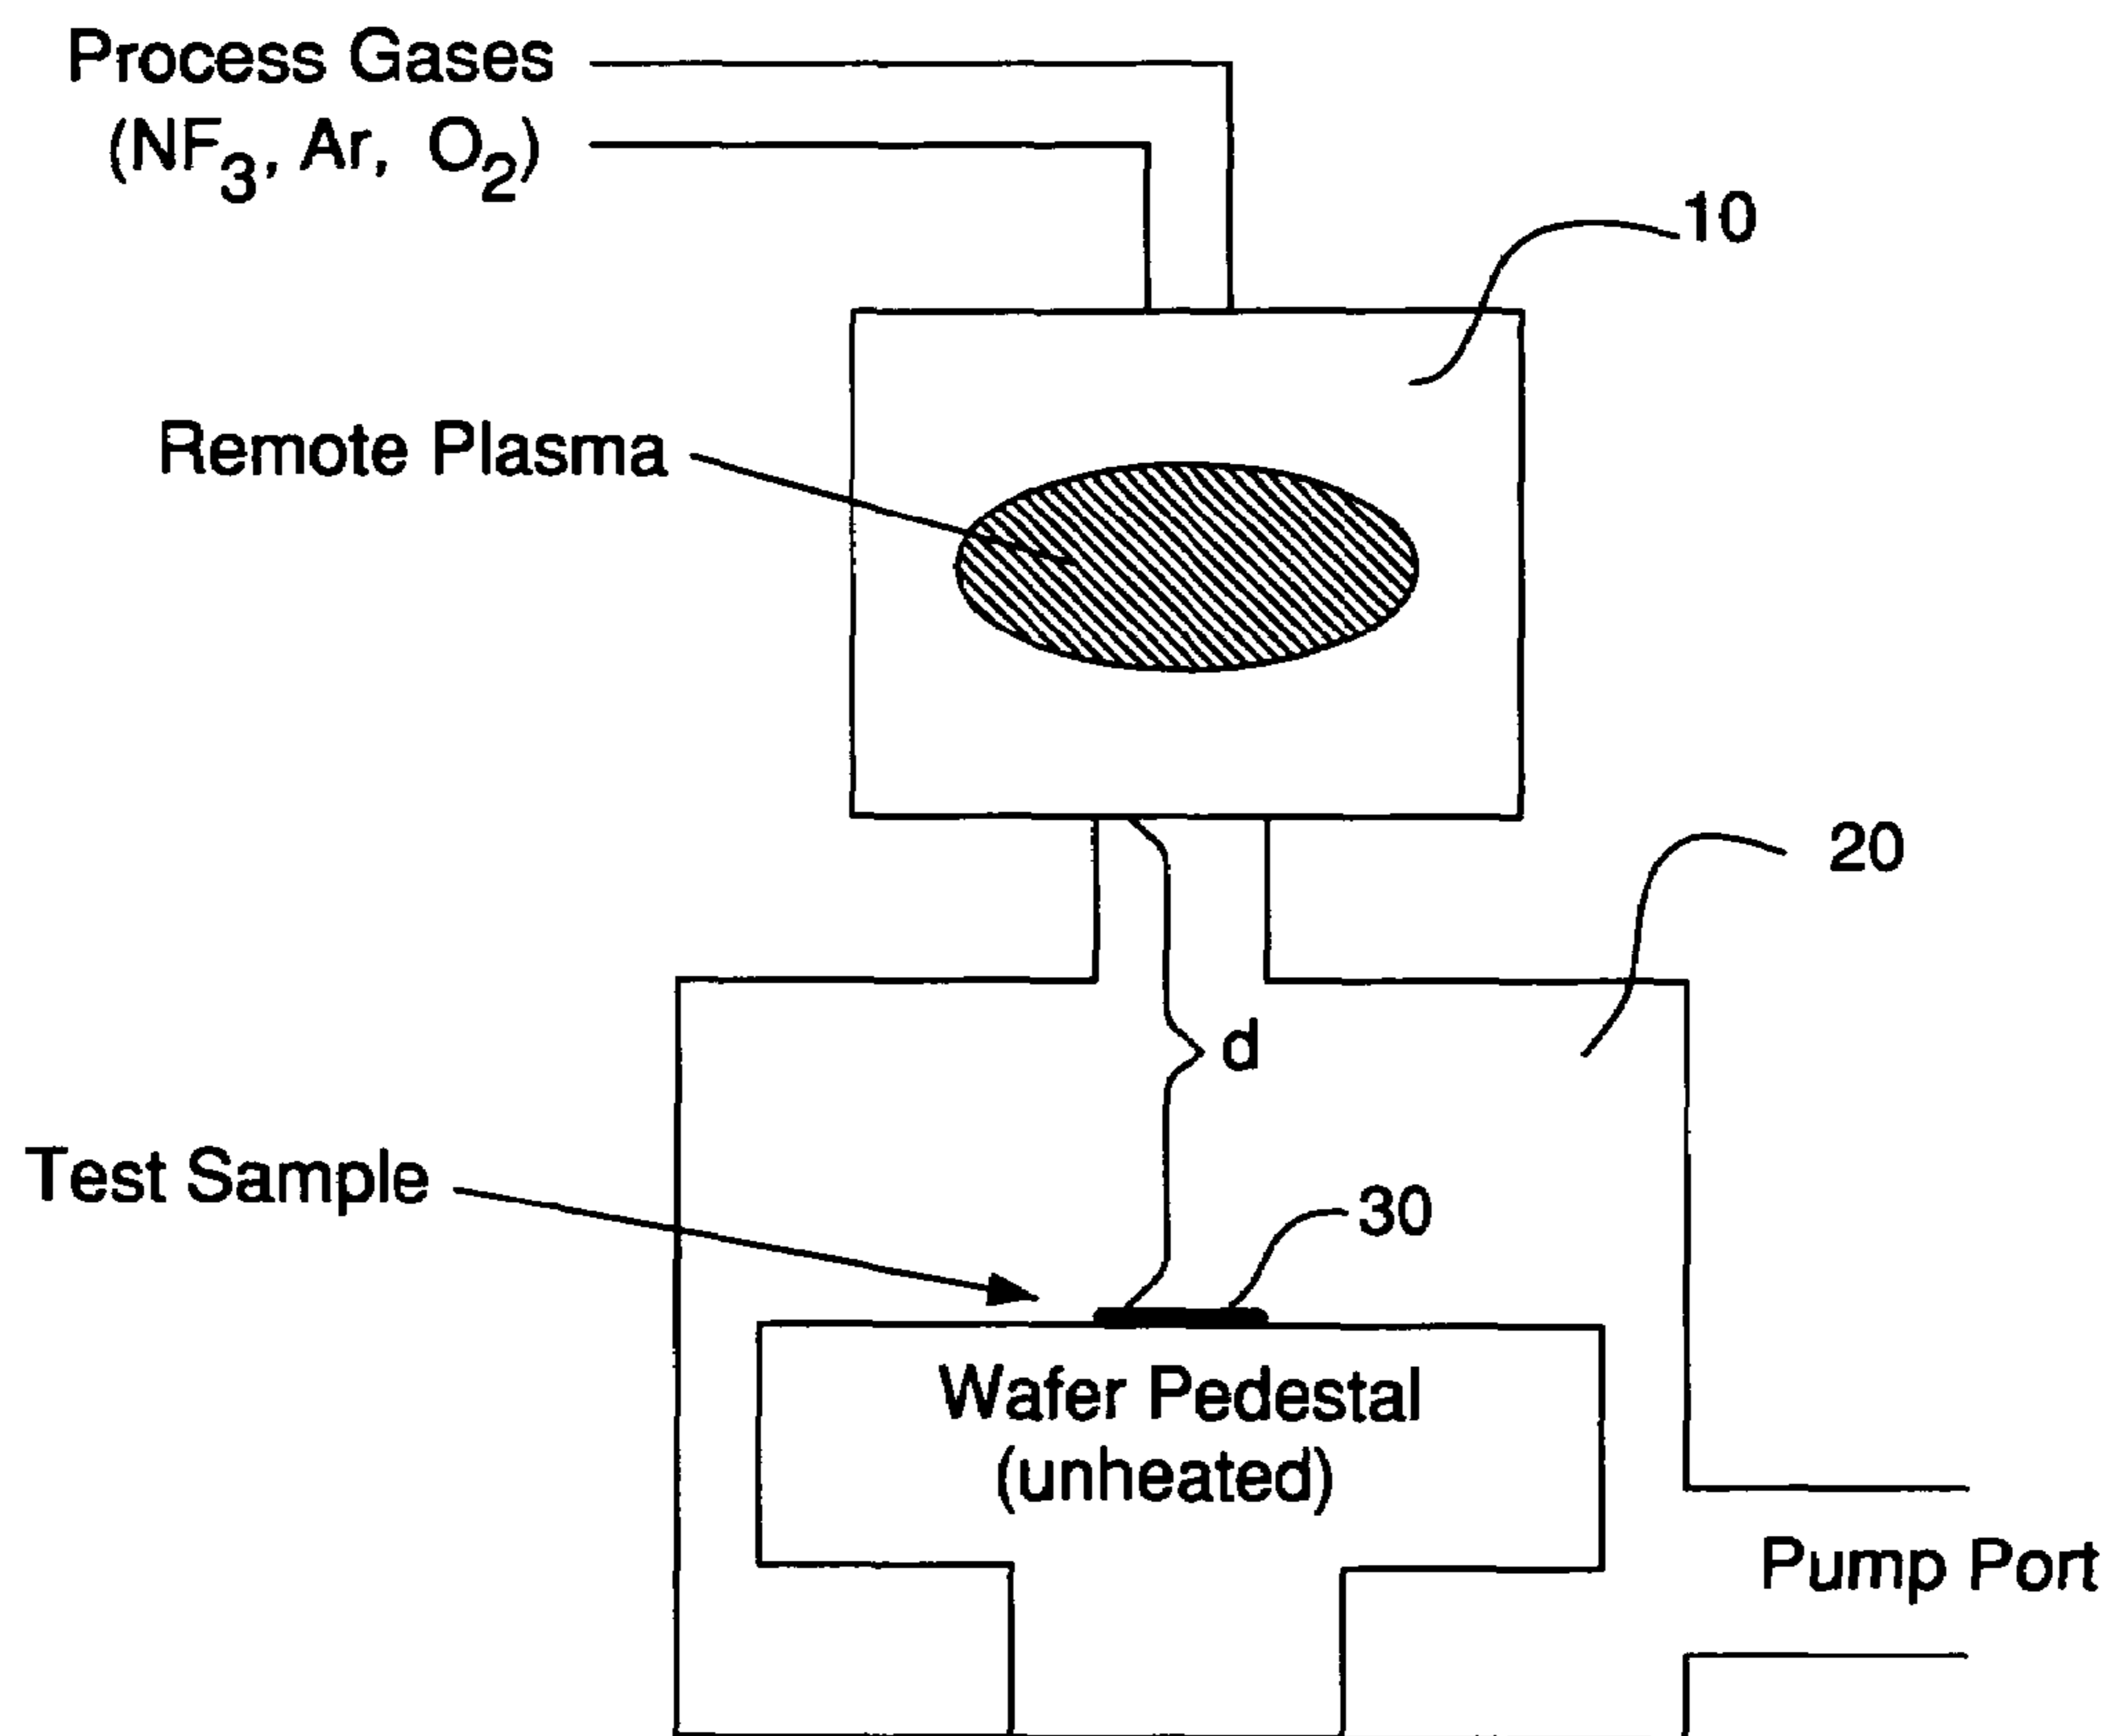 Process Gases
(NF3, Ar, O2)
10
Remote Plasma
20
d
Test Sample
30
Wafer Pedestal
(unheated)
Pump Port